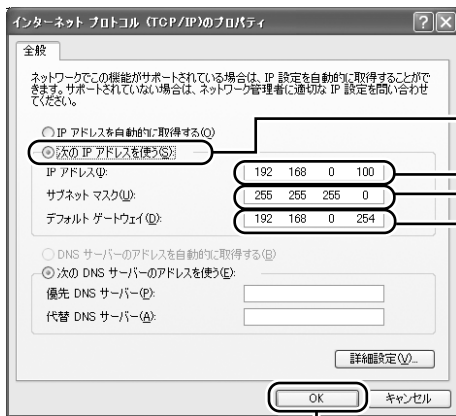 インターネット プロトコル (TCP/IP)のプロパティ
全般
ネットワークでこの機能がサポートされている場合は、IP 設定を自動的に取得することがで
きます。サポートされていない場合は、ネットワーク管理者に適切な IP 設定を問い合わせ
てください。
IP アドレスを自動的に取得する(O)
次の IP アドレスを使う(S):
IP アドレス(I): 192 168 0 100
サブネット マスク(U): 255 255 255 0
デフォルト ゲートウェイ(D): 192 168 0 254
DNS サーバーのアドレスを自動的に取得する(B)
次の DNS サーバーのアドレスを使う(E):
優先 DNS サーバー(P):
代替 DNS サーバー(A):
詳細設定(V)...
OK キャンセル